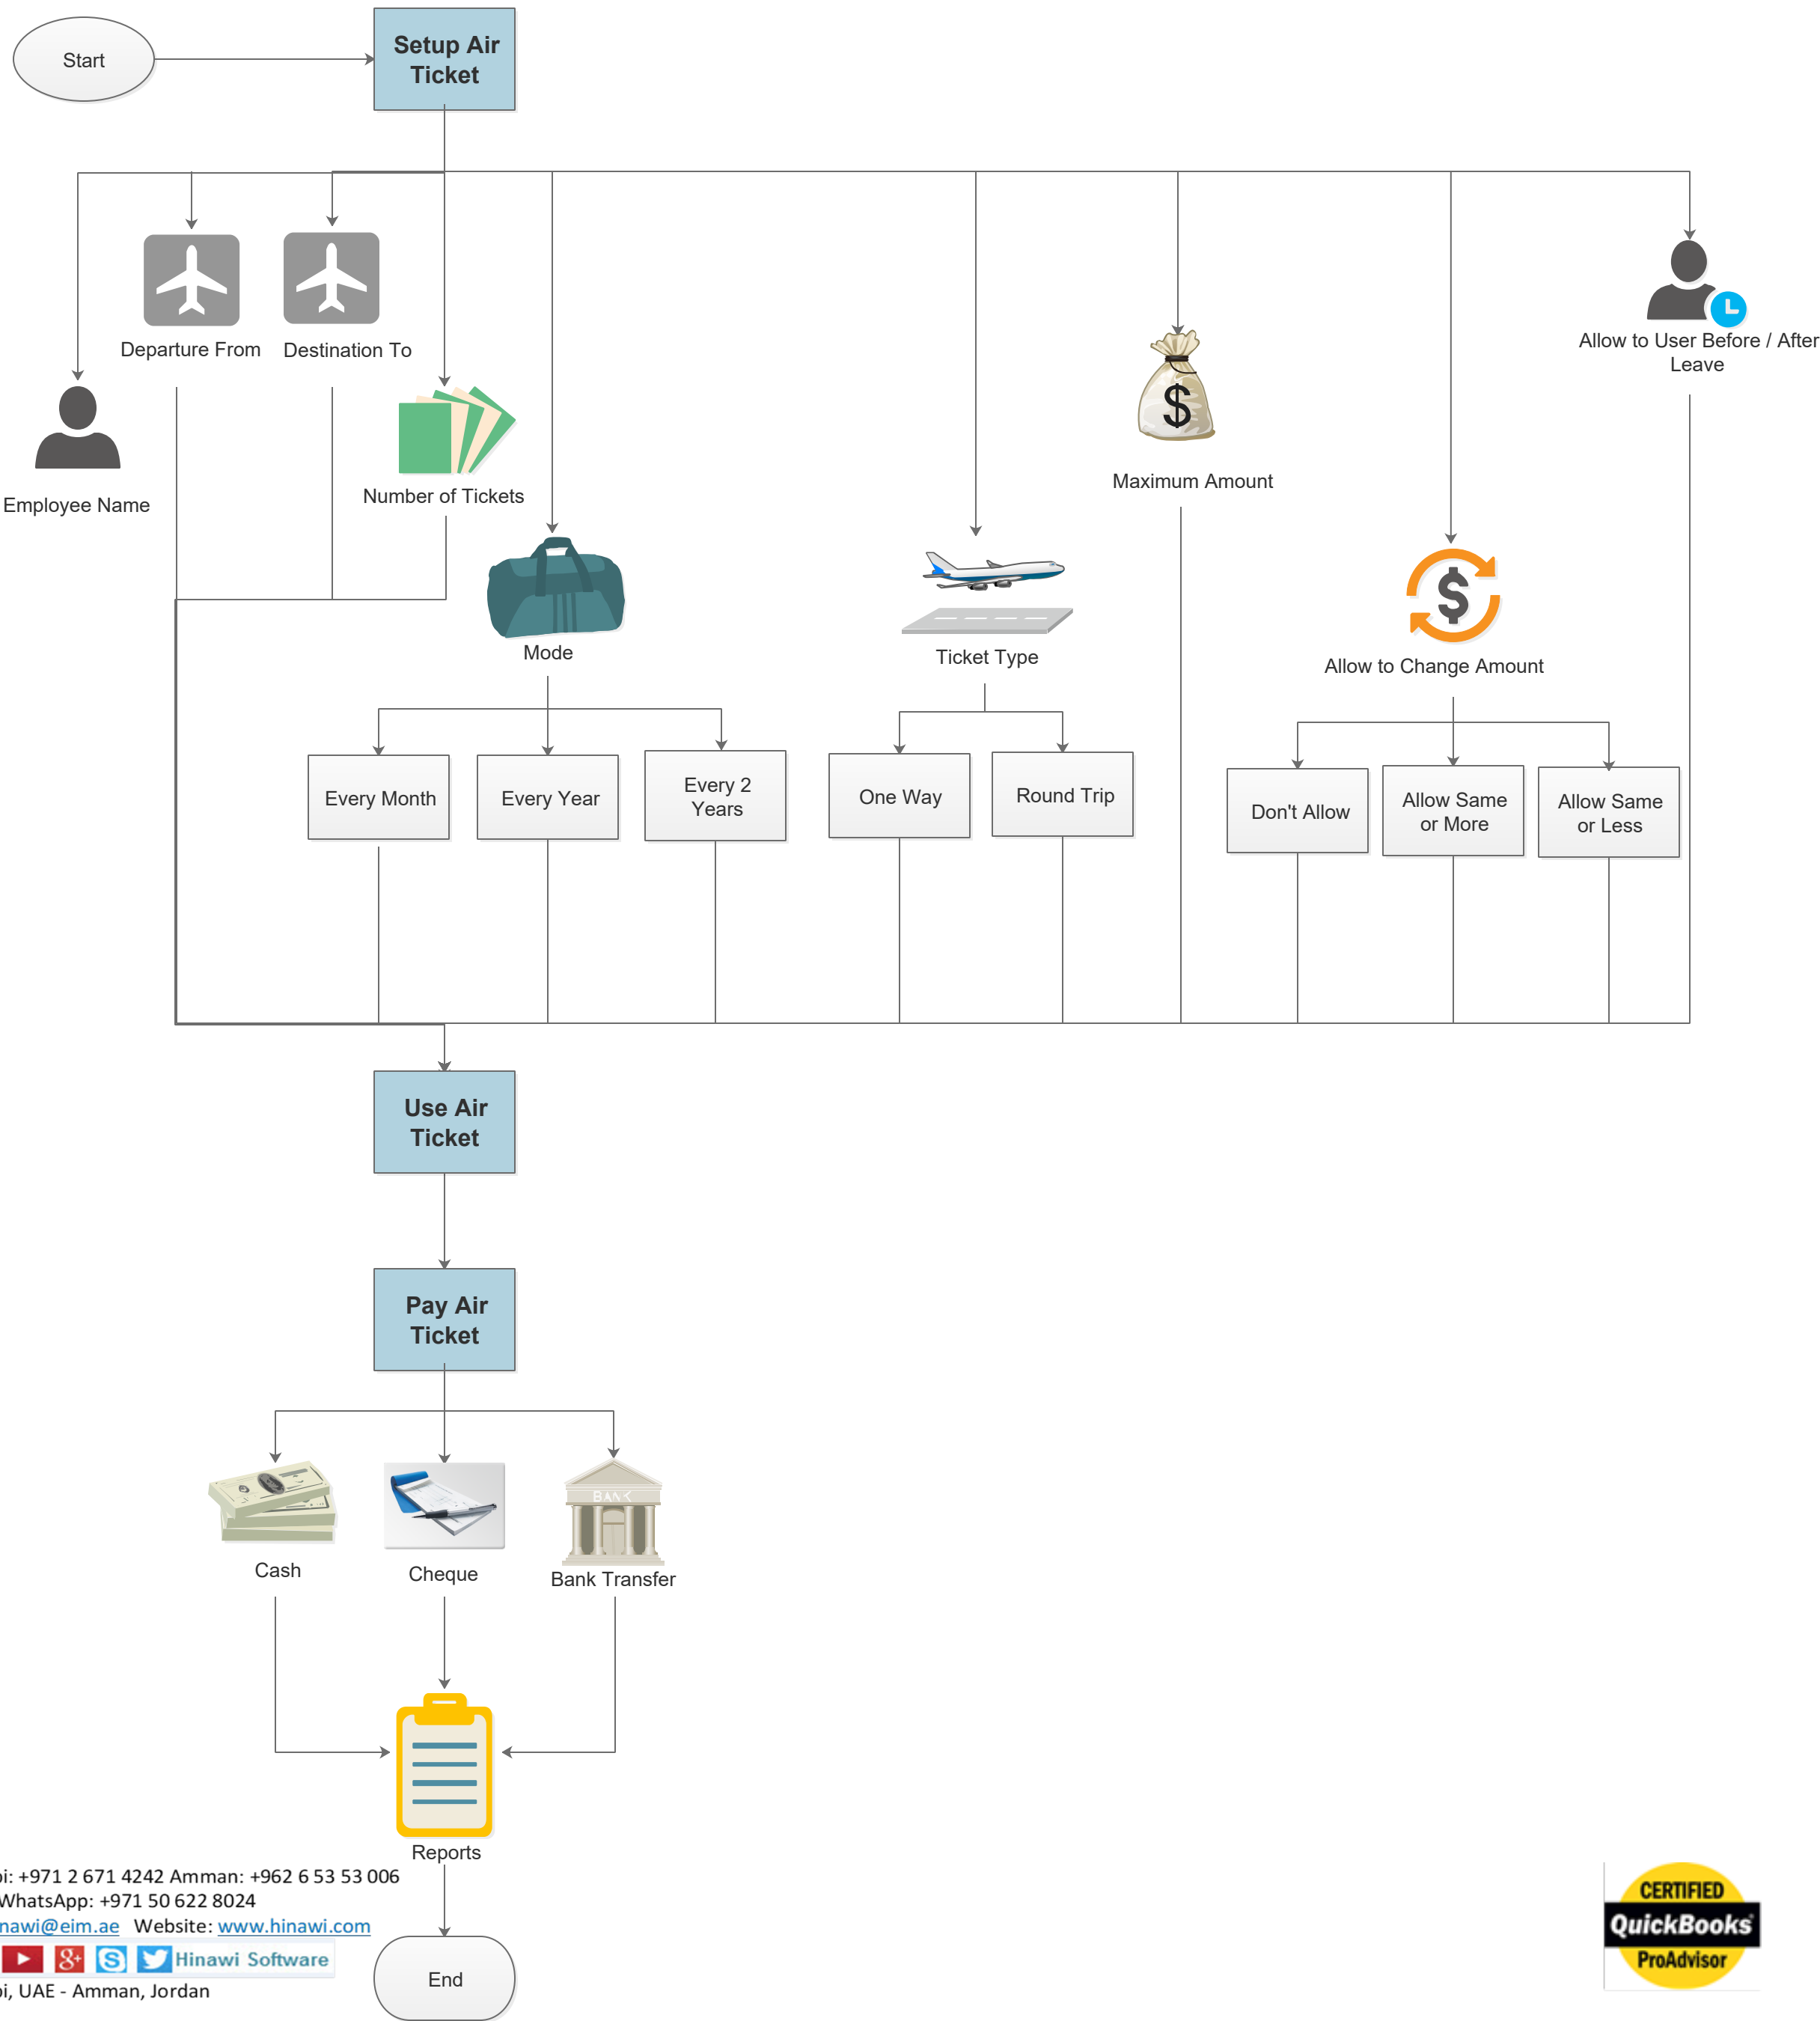 Start
Setup Air
Ticket
Departure From
Destination To
Allow to User Before / After
Leave
$
Employee Name
Number of Tickets
Maximum Amount
$
Mode
Ticket Type
Allow to Change Amount
Every Month
Every Year
Every 2
Years
One Way
Round Trip
Don't Allow
Allow Same
or More
Allow Same
or Less
Use Air
Ticket
Pay Air
Ticket
BANK
Cash
Cheque
Bank Transfer
Reports
bi: +971 2 671 4242 Amman: +962 6 53 53 006
WhatsApp: +971 50 622 8024
nawi@eim.ae Website: www.hinawi.com
Hinawi Software
bi, UAE - Amman, Jordan
End
CERTIFIED
QuickBooks
ProAdvisor